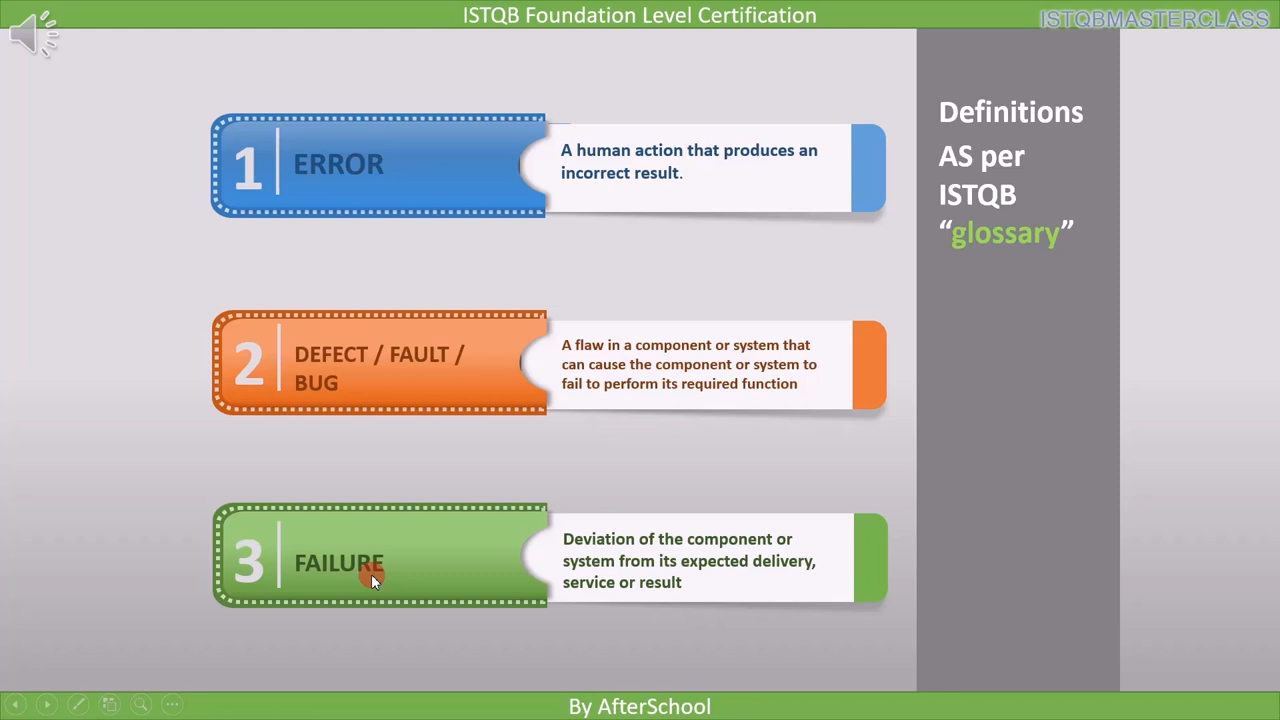 ISTQB Foundation Level Certification
ISTQBMASTERCLASS
1 ERROR
A human action that produces an
incorrect result.
2 DEFECT / FAULT /
BUG
A flaw in a component or system that
can cause the component or system to
fail to perform its required function
3 FAILURE
Deviation of the component or
system from its expected delivery,
service or result
Definitions
AS per
ISTQB
“glossary”
By AfterSchool